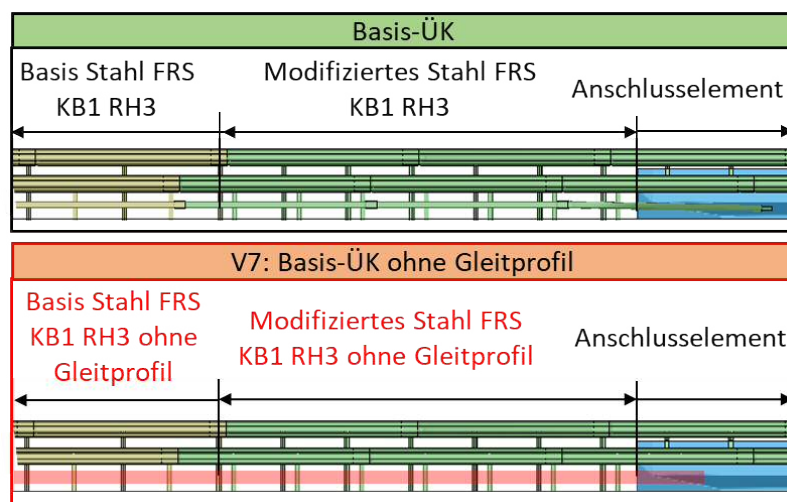 Basis-ÜK
Basis Stahl FRS
KB1 RH3
Modifiziertes Stahl FRS
KB1 RH3
Anschlusselement
V7: Basis-ÜK ohne Gleitprofil
Basis Stahl FRS
KB1 RH3 ohne
Gleitprofil
Modifiziertes Stahl FRS
KB1 RH3 ohne Gleitprofil
Anschlusselement